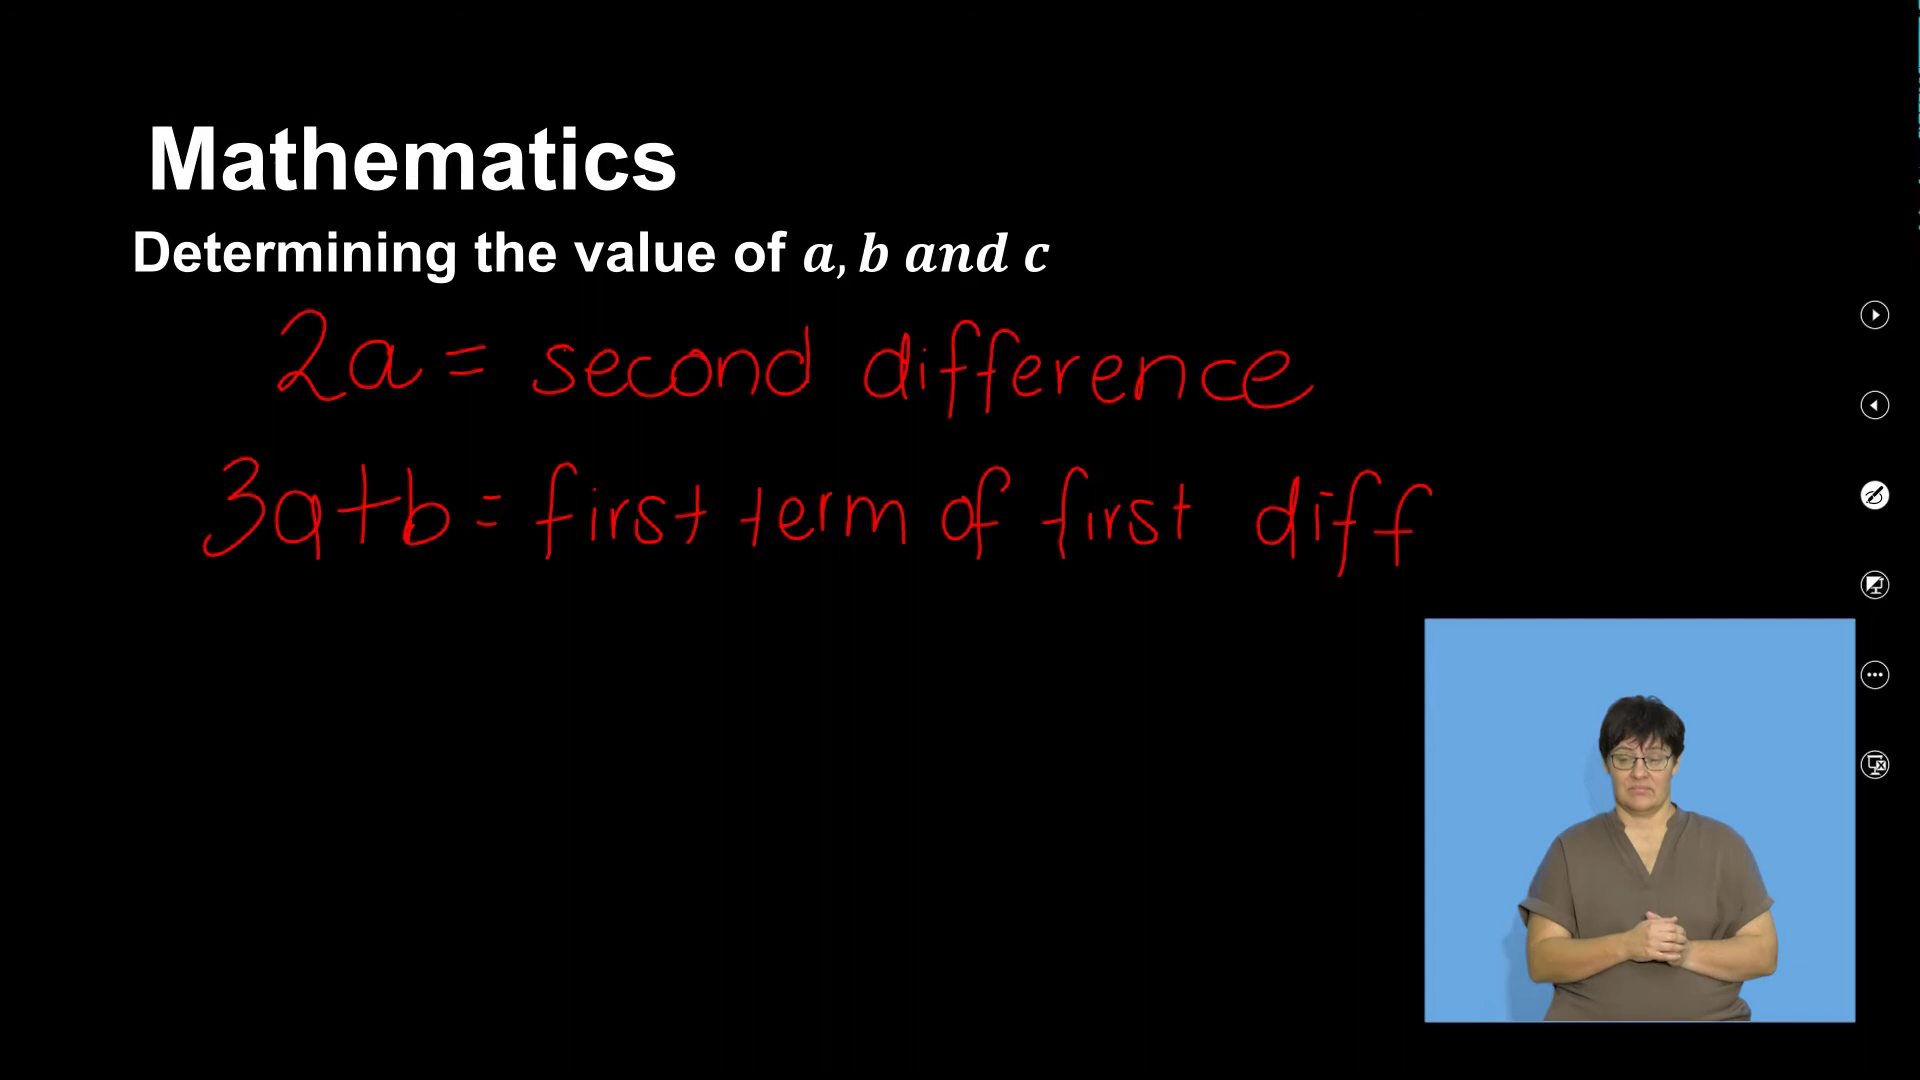 Mathematics
Determining the value of a, b and c
2a = second difference
3a+b = first term of first diff